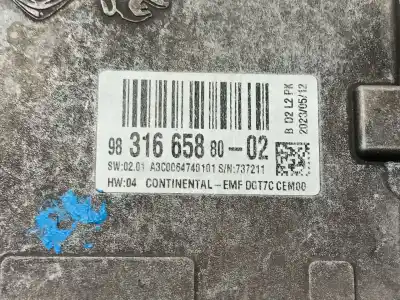 98 316 658 80-02
SW:02.01 A3C0064740101 S/N:737211
HW:04 CONTINENTAL-EMF DGT7C CEM00
B D2 L2 PK
2023/05/12